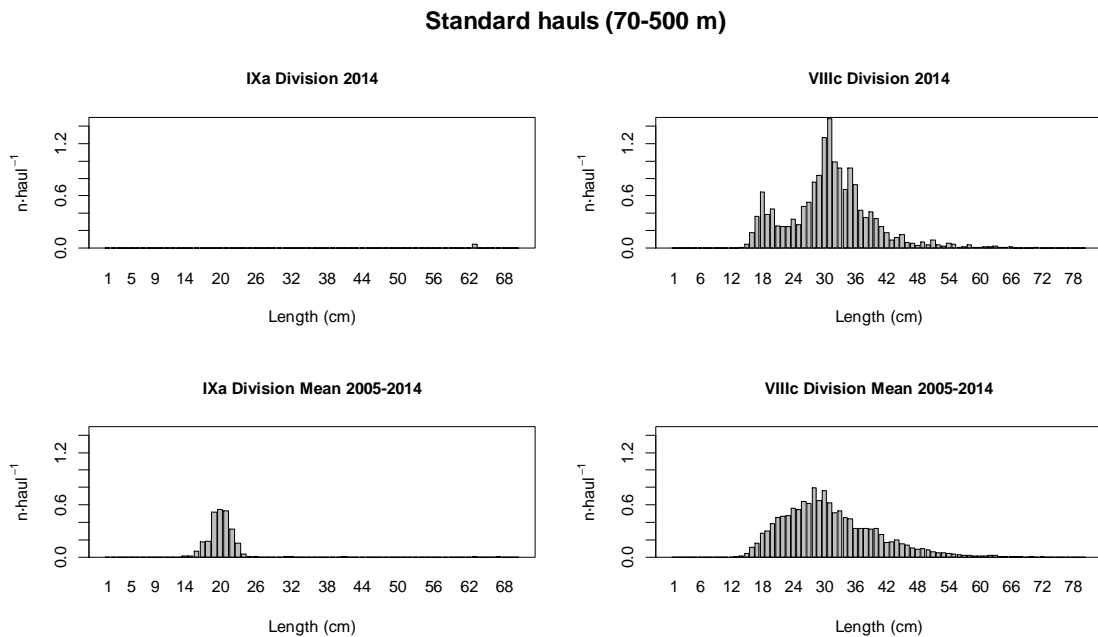 Standard hauls (70-500 m)
IXa Division 2014
n·haul⁻¹
0.0 0.6 1.2
1 5 9 14 20 26 32 38 44 50 56 62 68
Length (cm)
VIIIc Division 2014
n·haul⁻¹
0.0 0.6 1.2
1 6 12 18 24 30 36 42 48 54 60 66 72 78
Length (cm)
IXa Division Mean 2005-2014
n·haul⁻¹
0.0 0.6 1.2
1 5 9 14 20 26 32 38 44 50 56 62 68
Length (cm)
VIIIc Division Mean 2005-2014
n·haul⁻¹
0.0 0.6 1.2
1 6 12 18 24 30 36 42 48 54 60 66 72 78
Length (cm)